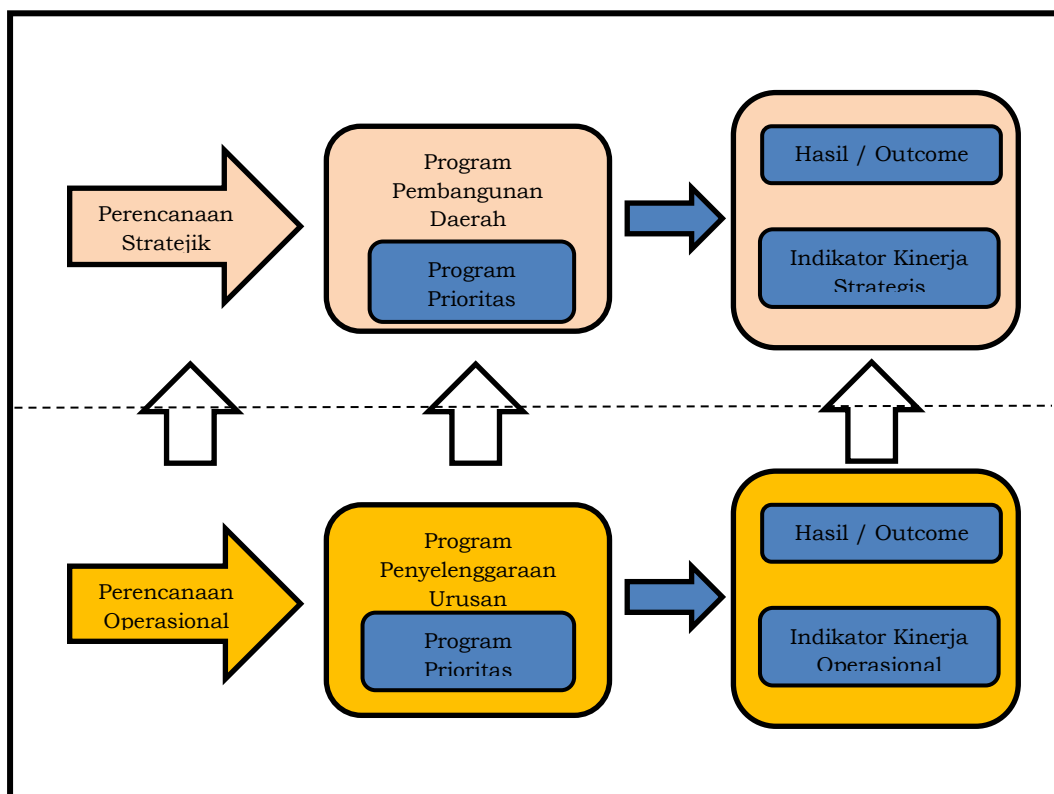 Perencanaan
Stratejik
Program
Pembangunan
Daerah
Program
Prioritas
Hasil / Outcome
Indikator Kinerja
Strategis
Perencanaan
Operasional
Program
Penyelenggaraan
Urusan
Program
Prioritas
Hasil / Outcome
Indikator Kinerja
Operasional